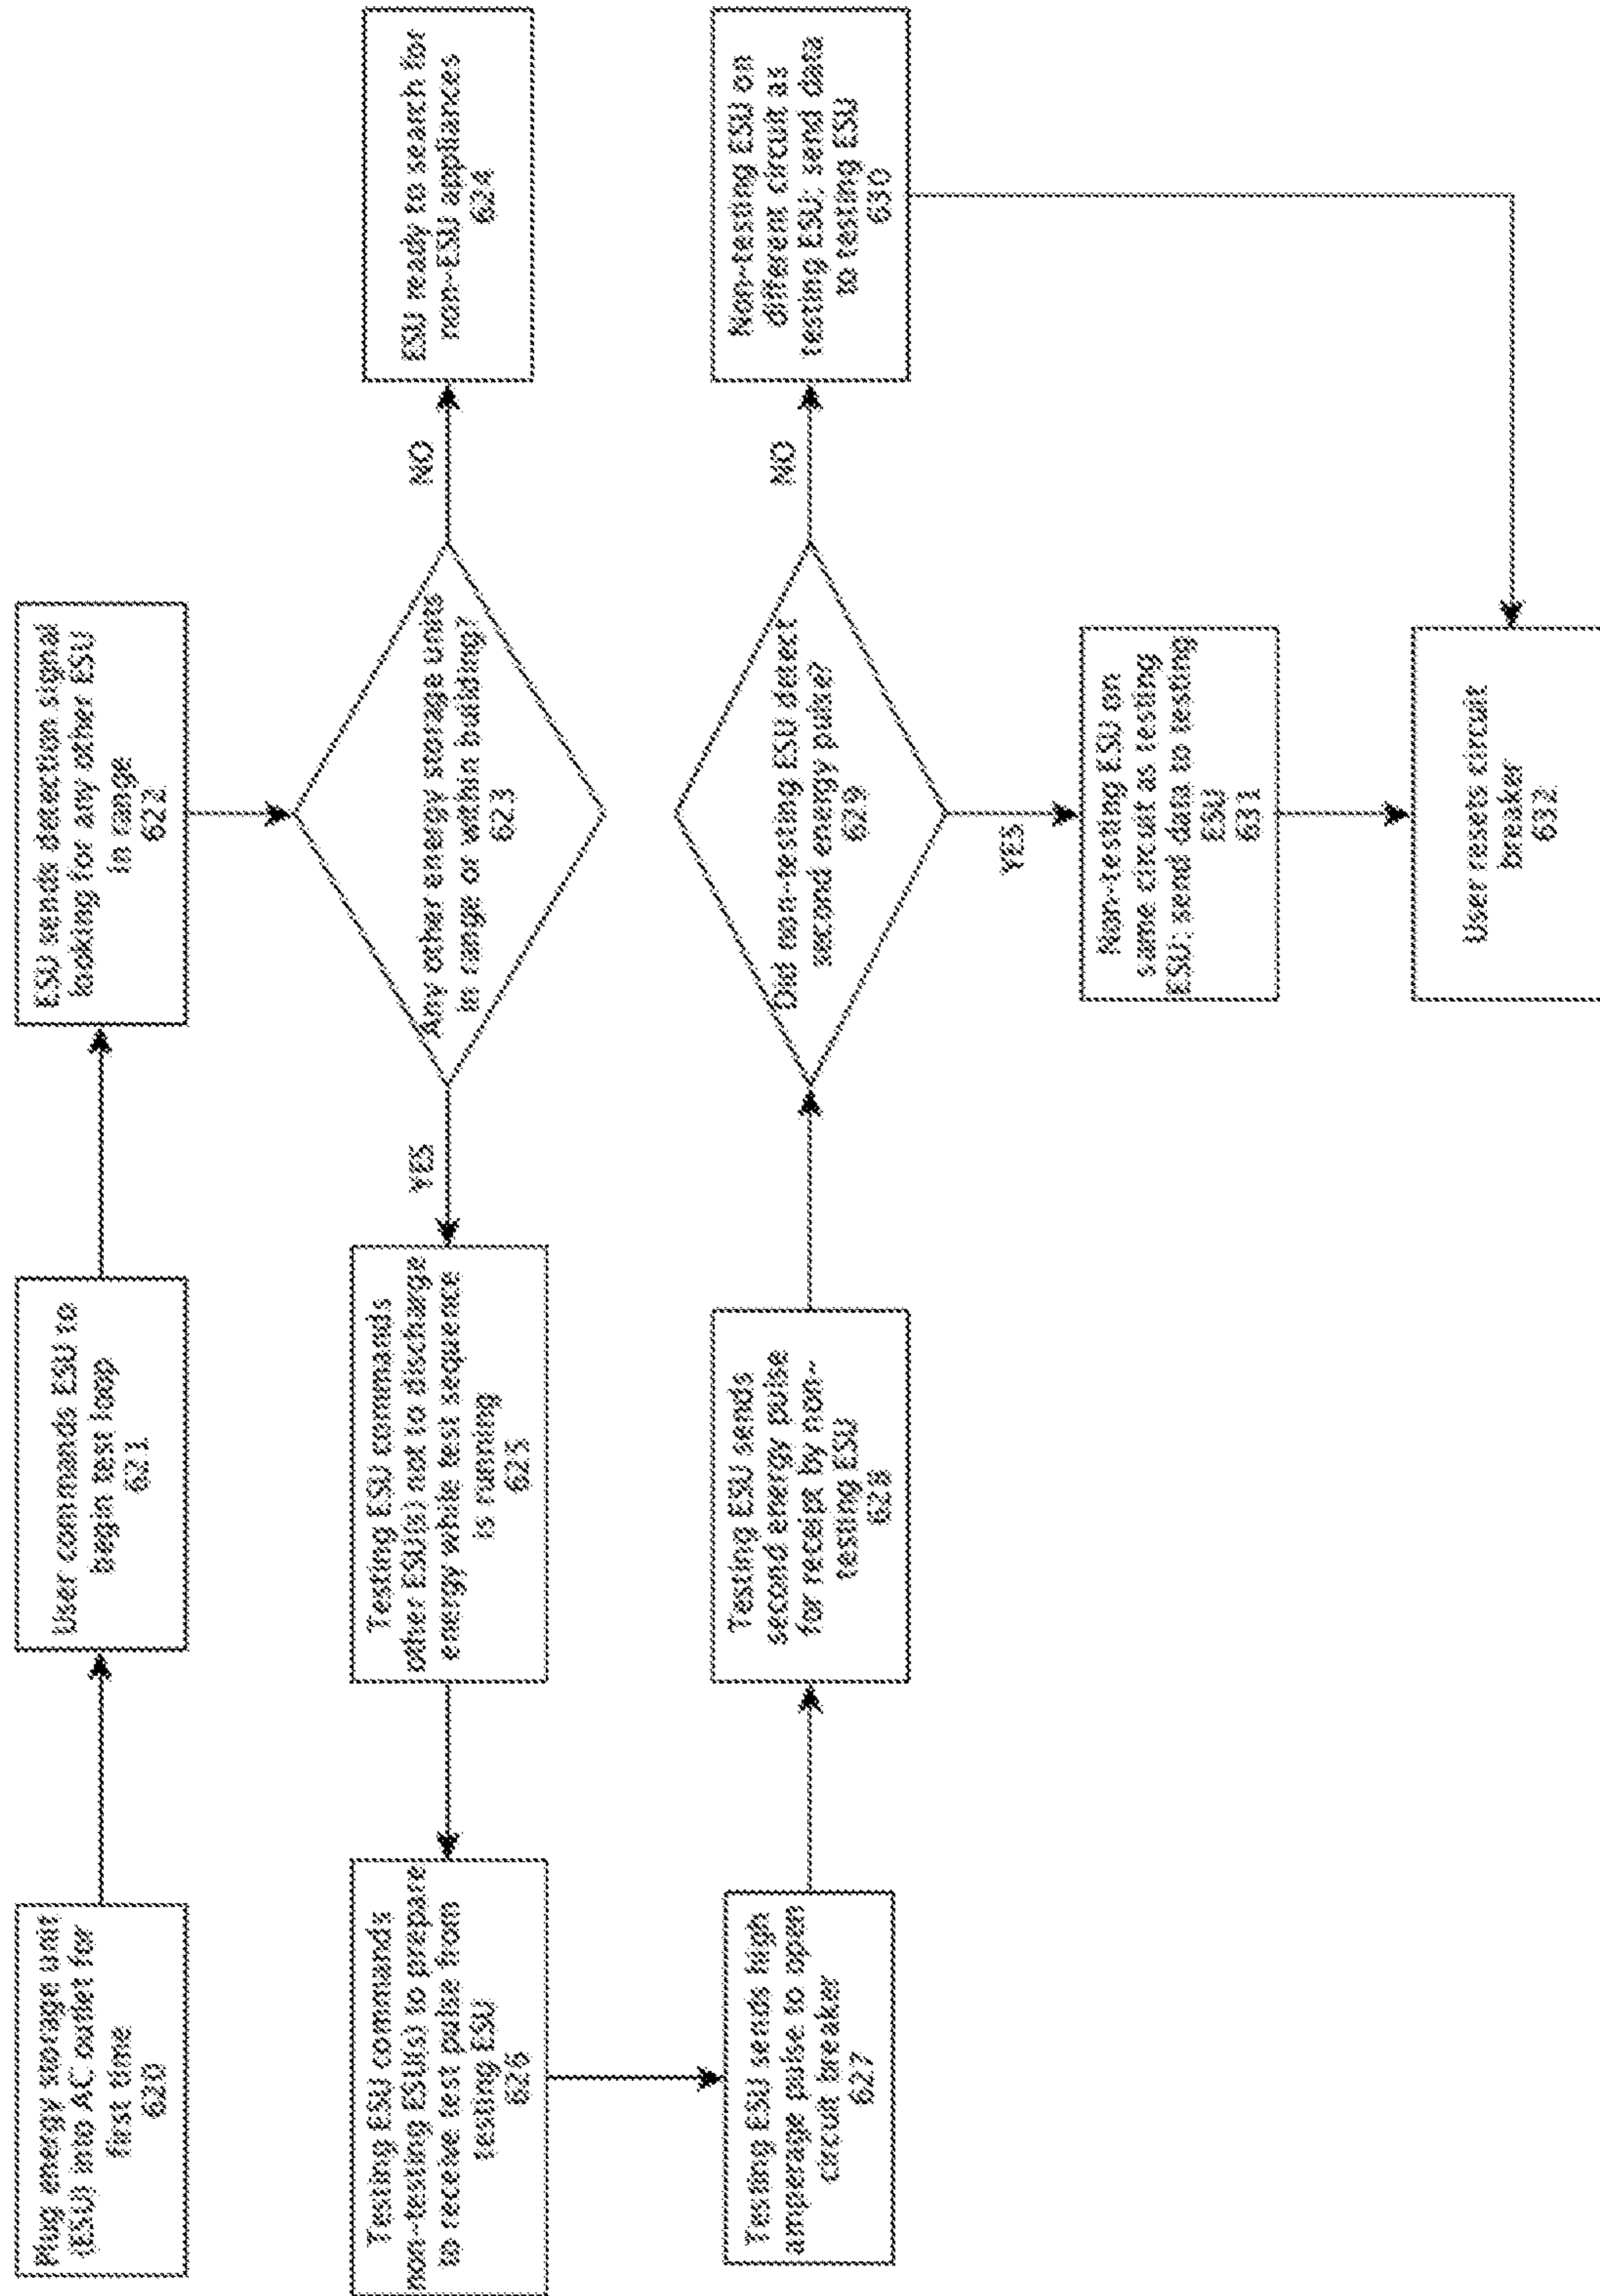 Plug energy storage unit
(ESU) into AC outlet for
first time
620
User commands ESU to
begin test loop
621
ESU sends detection signal
looking for any other ESU
in range
622
Any other energy storage units
in range or within building?
623
NO
ESU ready to search for
non-ESU appliances
624
YES
Testing ESU commands
other ESU(s) not to discharge
energy while test sequence
is running
625
Testing ESU commands
non-testing ESU(s) to prepare
to receive test pulse from
testing ESU
626
Testing ESU sends high
amperage pulse to open
circuit breaker
627
Testing ESU sends
second energy pulse
for receipt by non-
testing ESU
628
Did non-testing ESU detect
second energy pulse?
629
NO
Non-testing ESU on
different circuit as
testing ESU; send data
to testing ESU
630
YES
Non-testing ESU on
same circuit as testing
ESU; send data to testing
ESU
631
User resets circuit
breaker
632